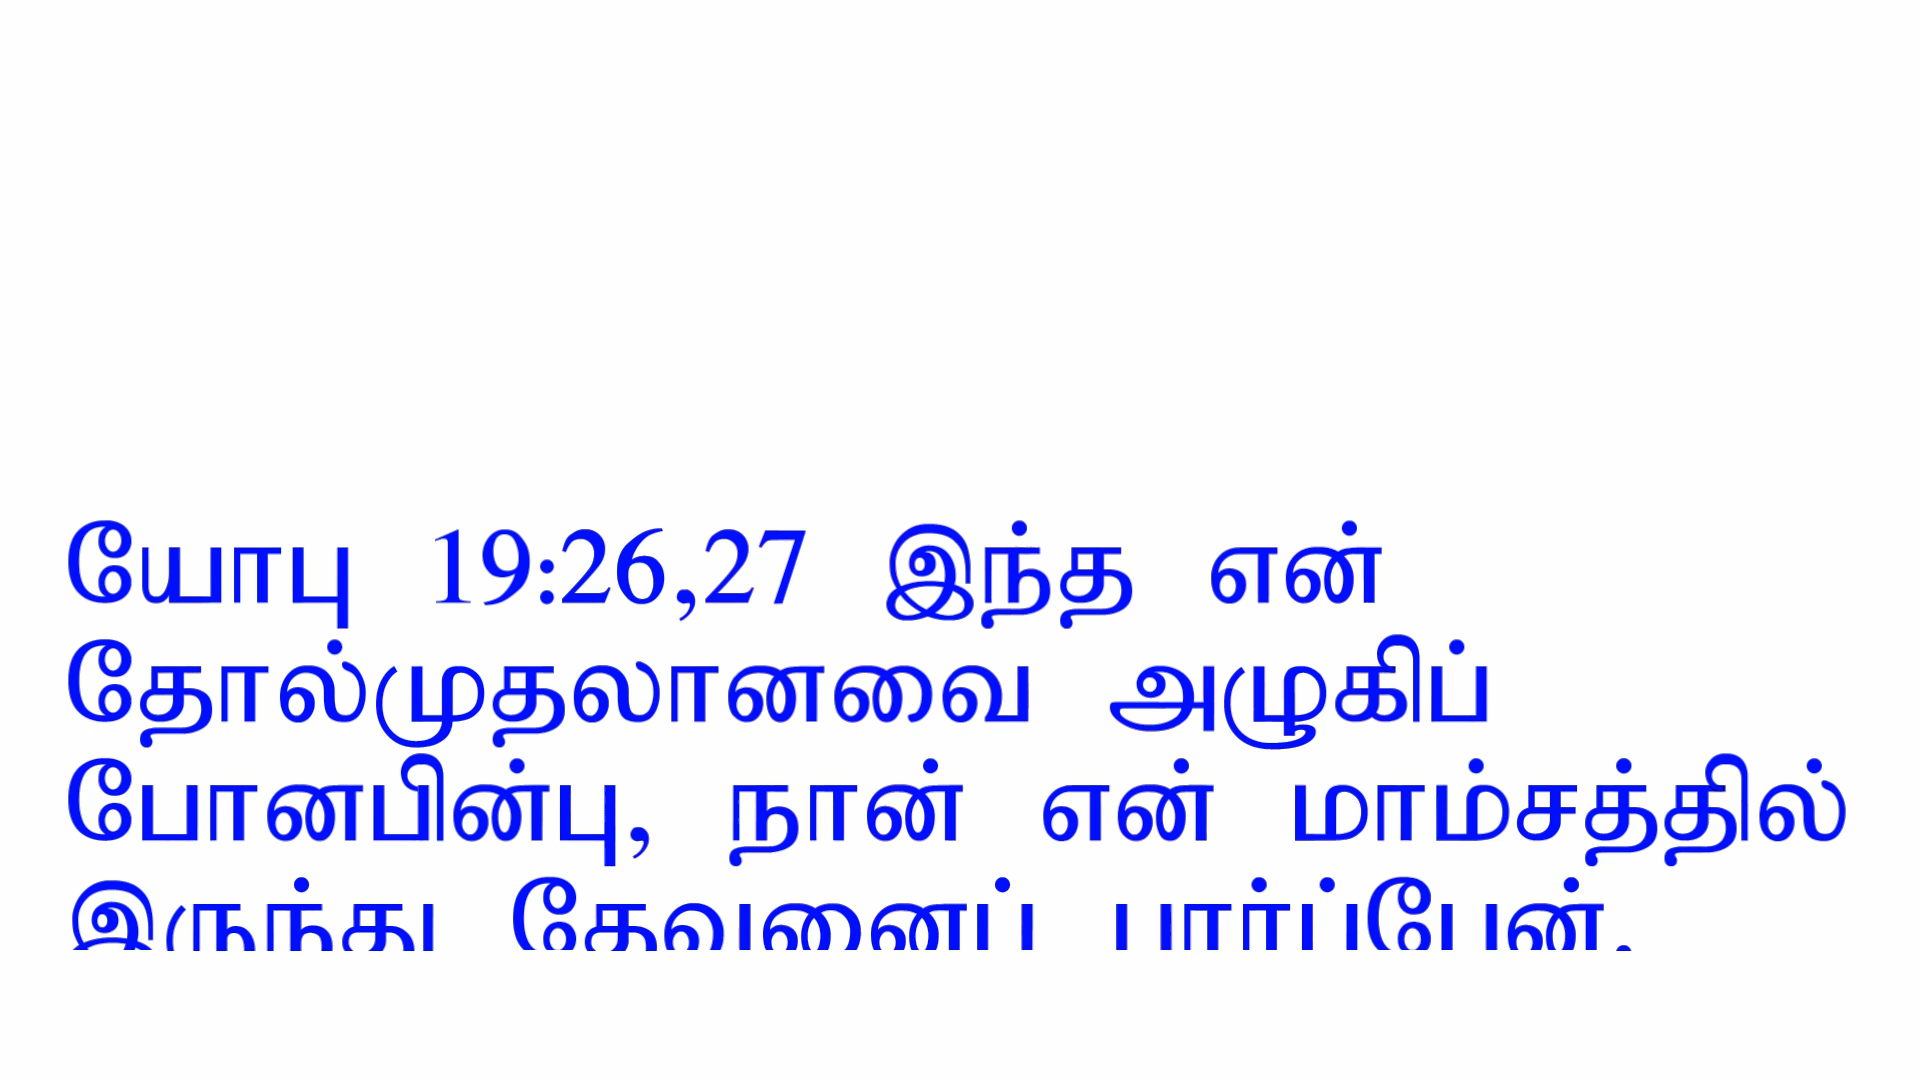 யோபு 19:26,27 இந்த என்
தோல்முதலானவை அழுகிப்
போனபின்பு, நான் என் மாம்சத்தில்
இருந்து தேவனைப் பார்ப்பேன்.